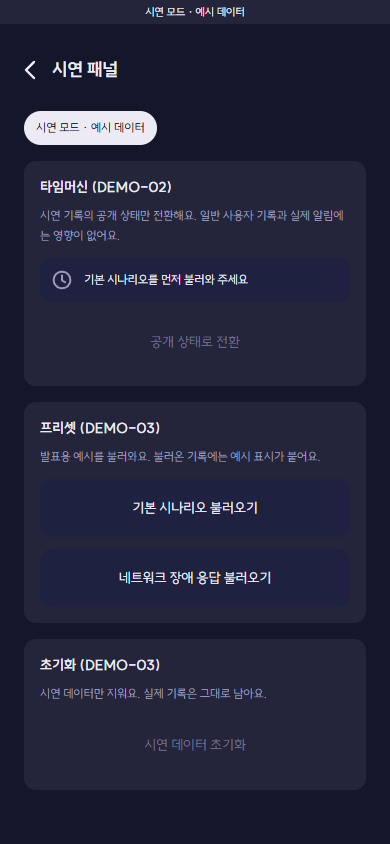 시연 모드 · 예시 데이터
시연 패널
시연 모드 · 예시 데이터
타임머신 (DEMO-02)
시연 기록의 공개 상태만 전환해요. 일반 사용자 기록과 실제 알림에
는 영향이 없어요.
기본 시나리오를 먼저 불러와 주세요
공개 상태로 전환
프리셋 (DEMO-03)
발표용 예시를 불러와요. 불러온 기록에는 예시 표시가 붙어요.
기본 시나리오 불러오기
네트워크 장애 응답 불러오기
초기화 (DEMO-03)
시연 데이터만 지워요. 실제 기록은 그대로 남아요.
시연 데이터 초기화